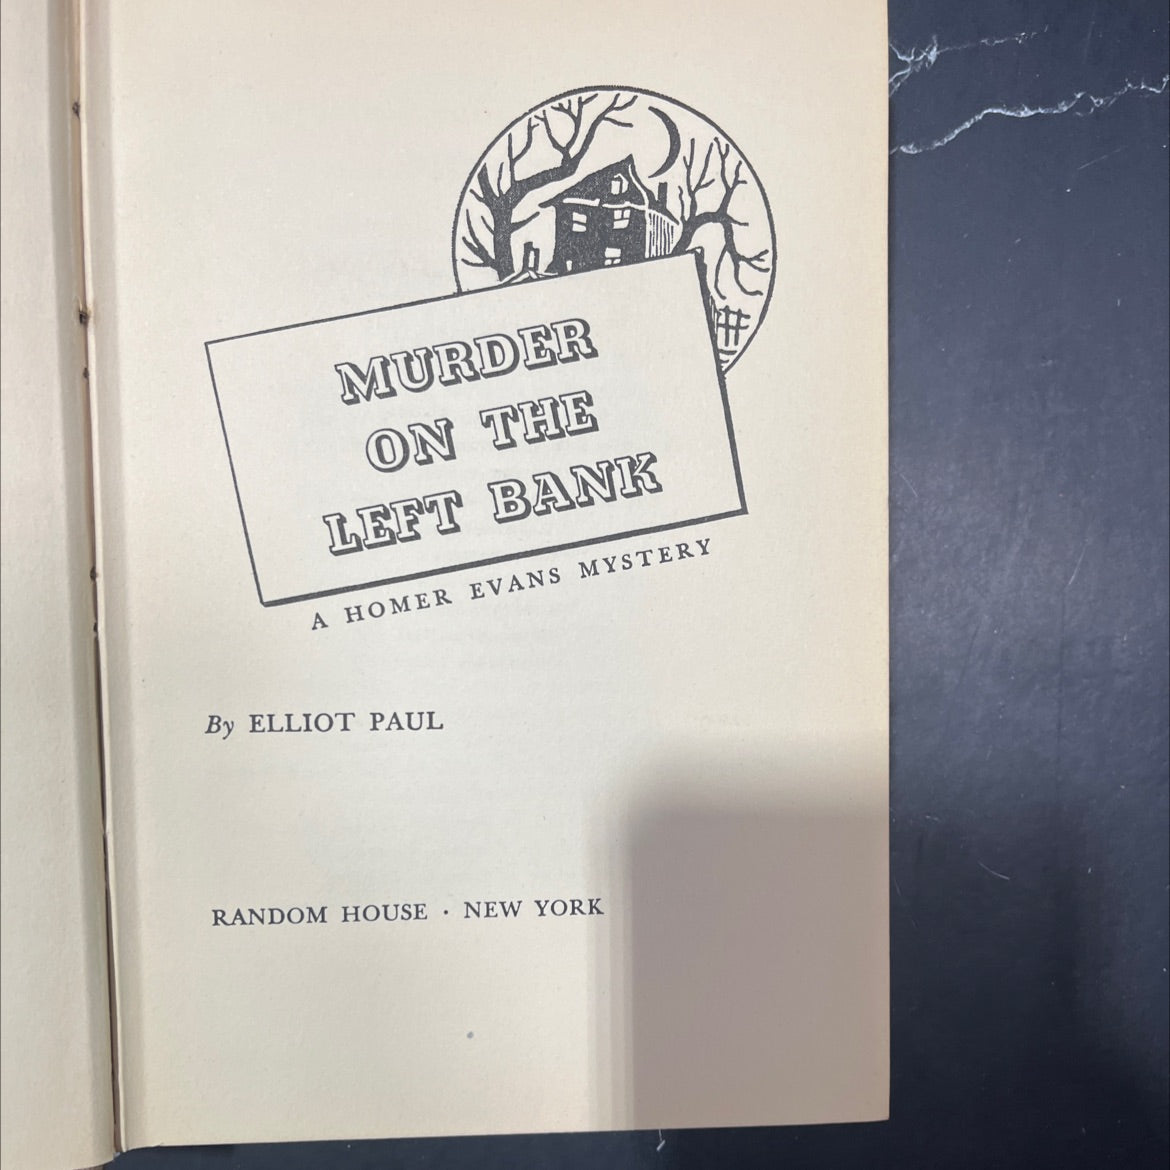 MURDER
ON THE
LEFT BANK
A HOMER EVANS MYSTERY
By ELLIOT PAUL
RANDOM HOUSE · NEW YORK